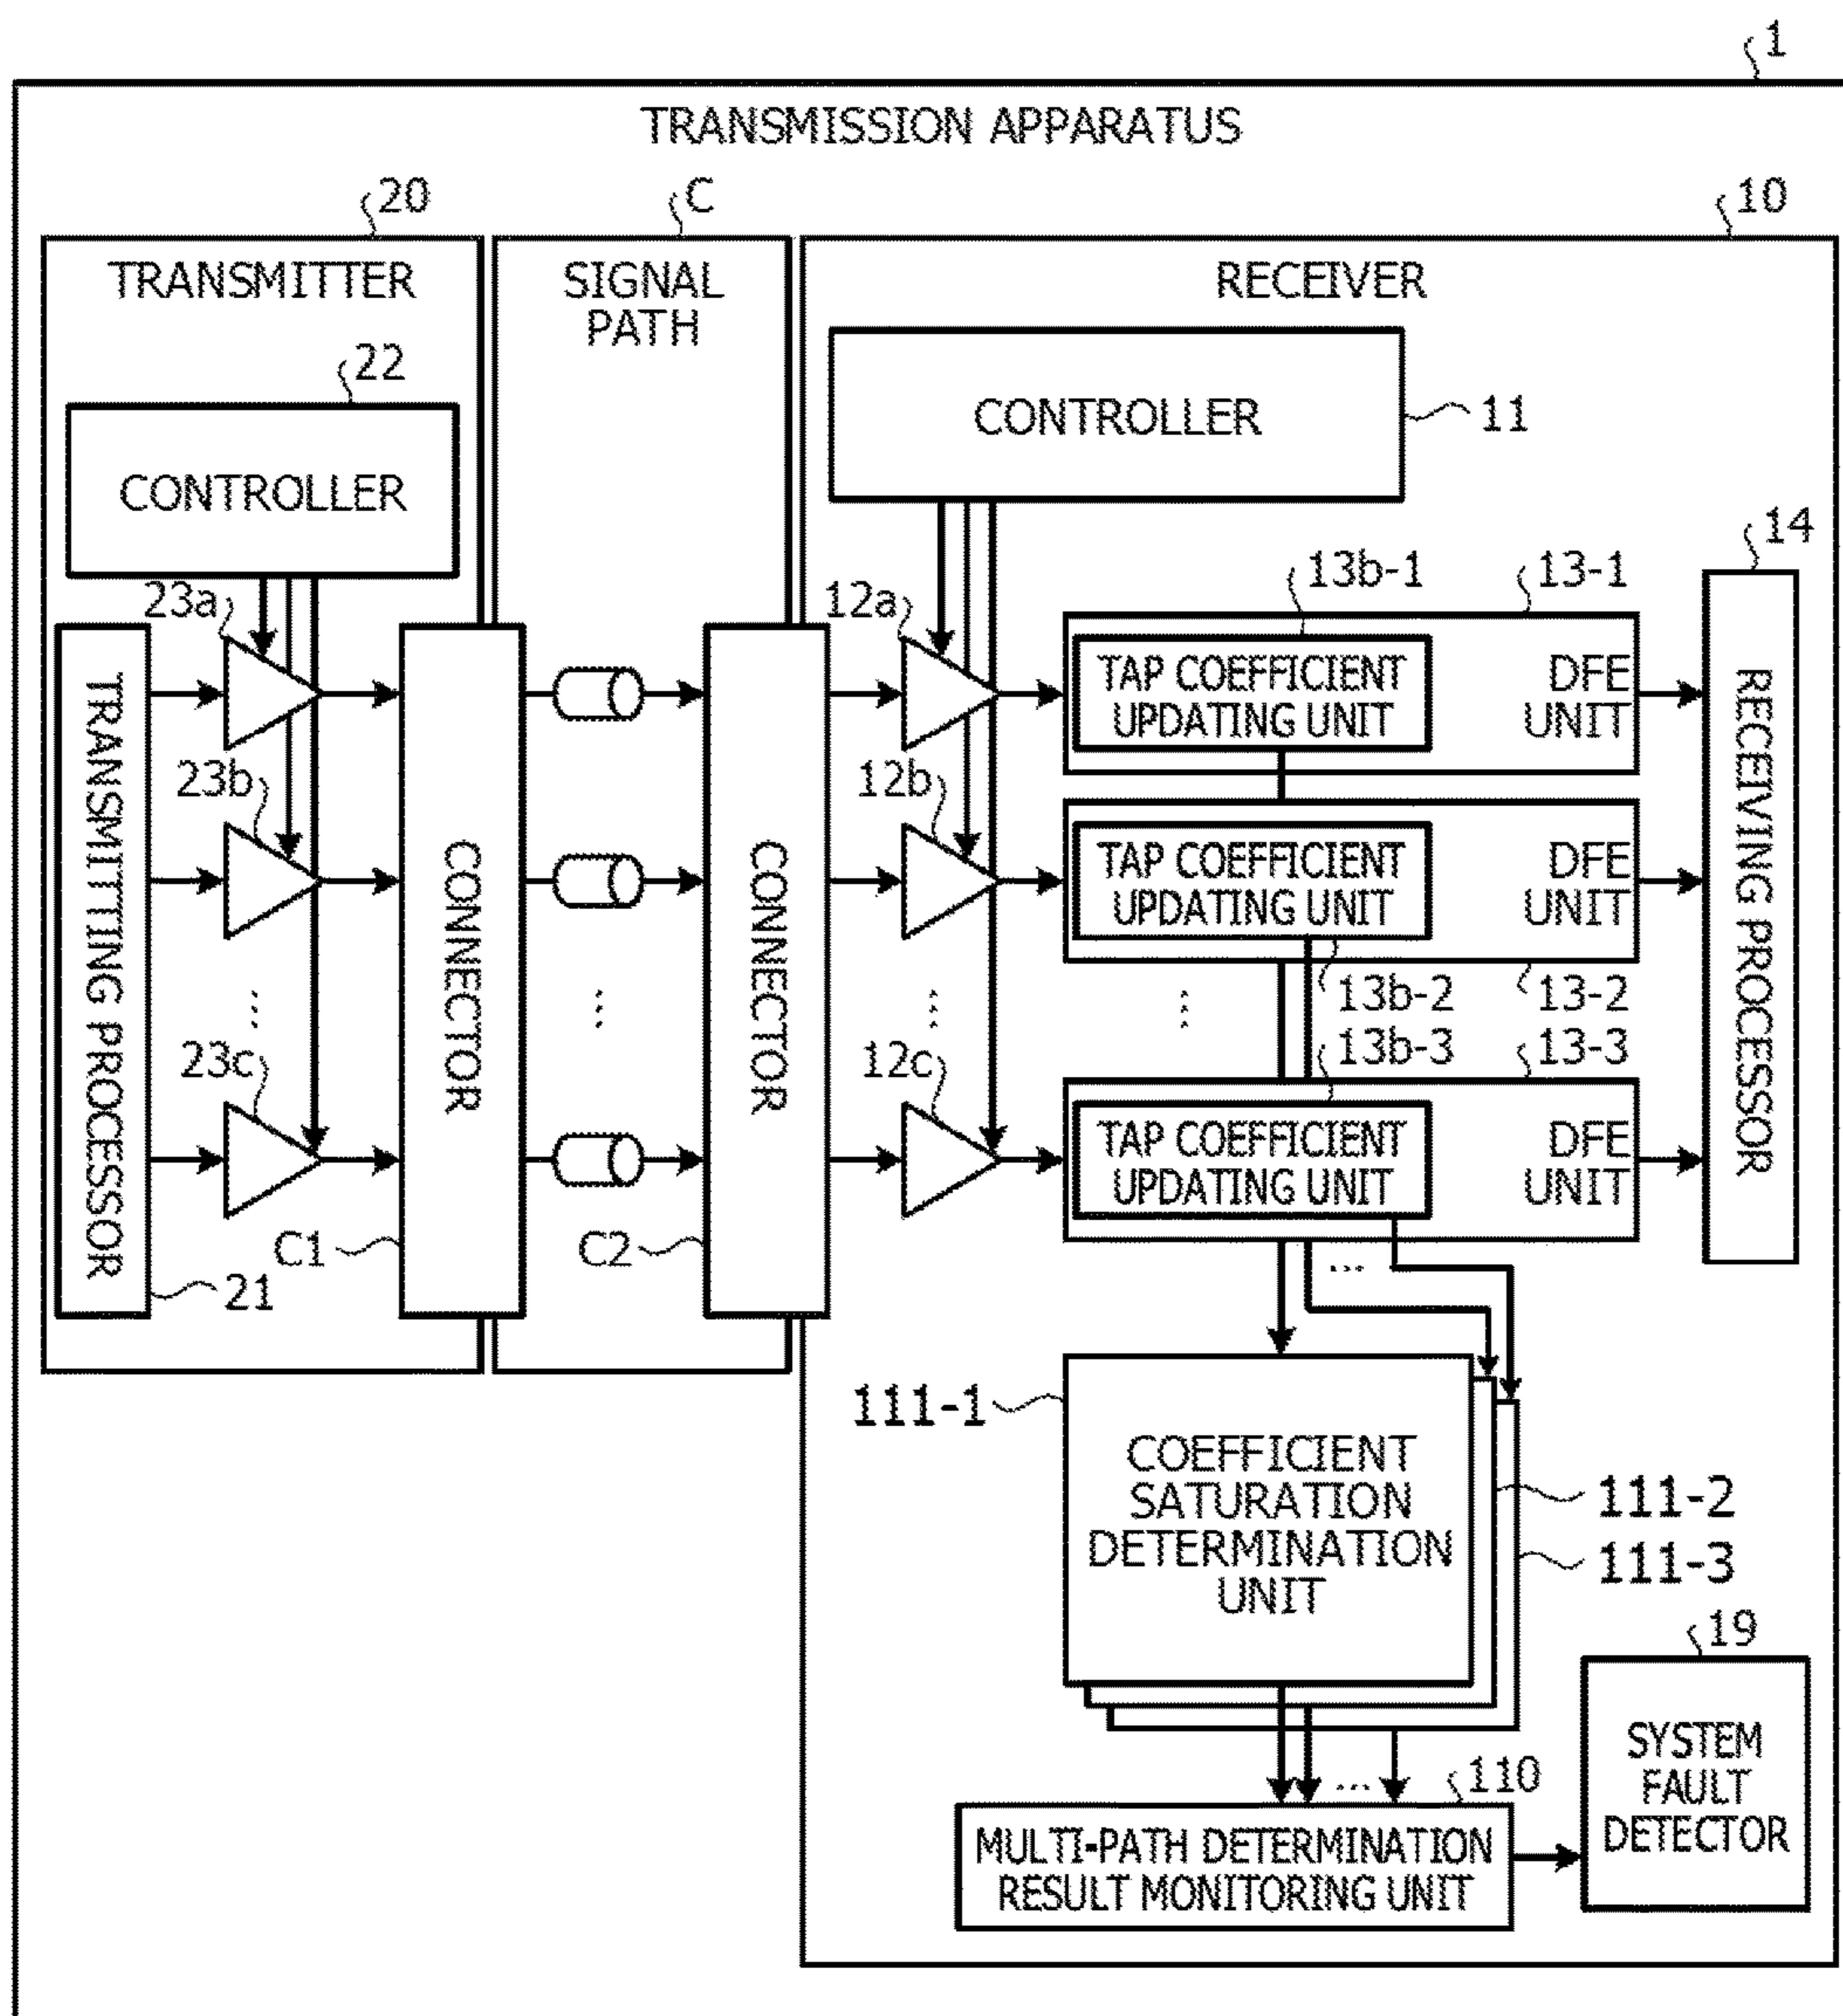 1
TRANSMISSION APPARATUS
20
C
10
TRANSMITTER
SIGNAL
PATH
RECEIVER
22
CONTROLLER
CONTROLLER
11
14
23a
12a
13b-1
13-1
TAP COEFFICIENT
UPDATING UNIT
DFE
UNIT
23b
12b
TAP COEFFICIENT
UPDATING UNIT
DFE
UNIT
TRANSMITTING PROCESSOR
CONNECTOR
CONNECTOR
RECEIVING PROCESSOR
...
...
...
...
13b-2
13-2
13b-3
13-3
23c
12c
TAP COEFFICIENT
UPDATING UNIT
DFE
UNIT
C1
C2
21
...
111-1
COEFFICIENT
SATURATION
DETERMINATION
UNIT
111-2
111-3
19
SYSTEM
FAULT
DETECTOR
...
110
MULTI-PATH DETERMINATION
RESULT MONITORING UNIT